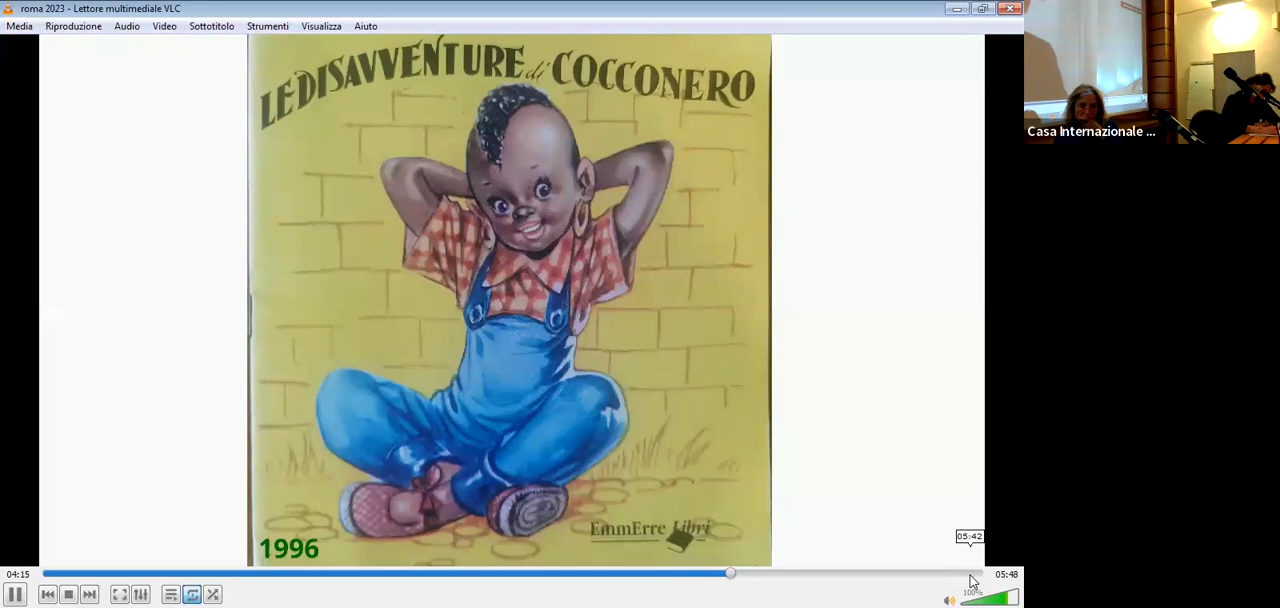 roma 2023 - Lettore multimediale VLC
Media Riproduzione Audio Video Sottotitolo Strumenti Visualizza Aiuto
LE DISAVVENTURE di COCCONERO
EmmErre Libri
1996
Casa Internazionale ...
05:42
04:15
05:48
100%